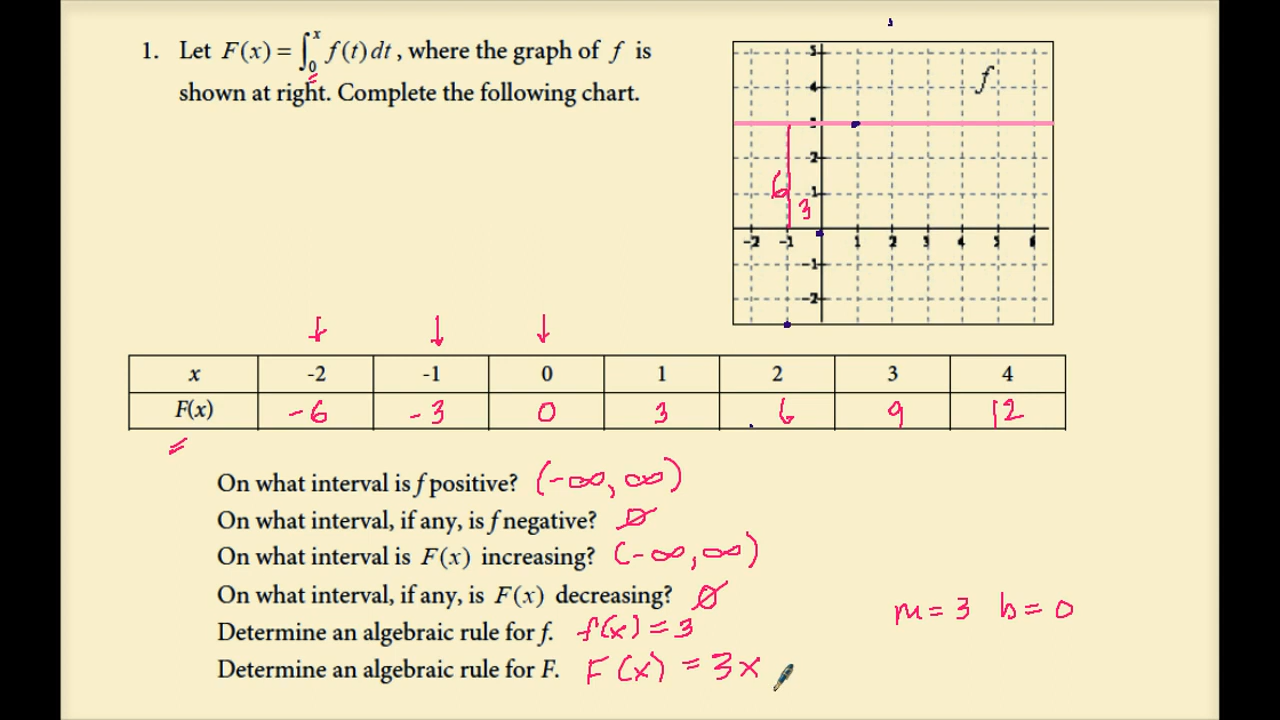 1. Let F(x) = ∫₀ˣ f(t) dt, where the graph of f is
shown at right. Complete the following chart.
f
5
4
3
2
1
-1
-2
-2 -1 1 2 3 4 5 6
6
3
x -2 -1 0 1 2 3 4
F(x) -6 -3 0 3 6 9 12
On what interval is f positive? (-∞, ∞)
On what interval, if any, is f negative? ∅
On what interval is F(x) increasing? (-∞, ∞)
On what interval, if any, is F(x) decreasing? ∅
m = 3 b = 0
Determine an algebraic rule for f. f(x) = 3
Determine an algebraic rule for F. F(x) = 3x